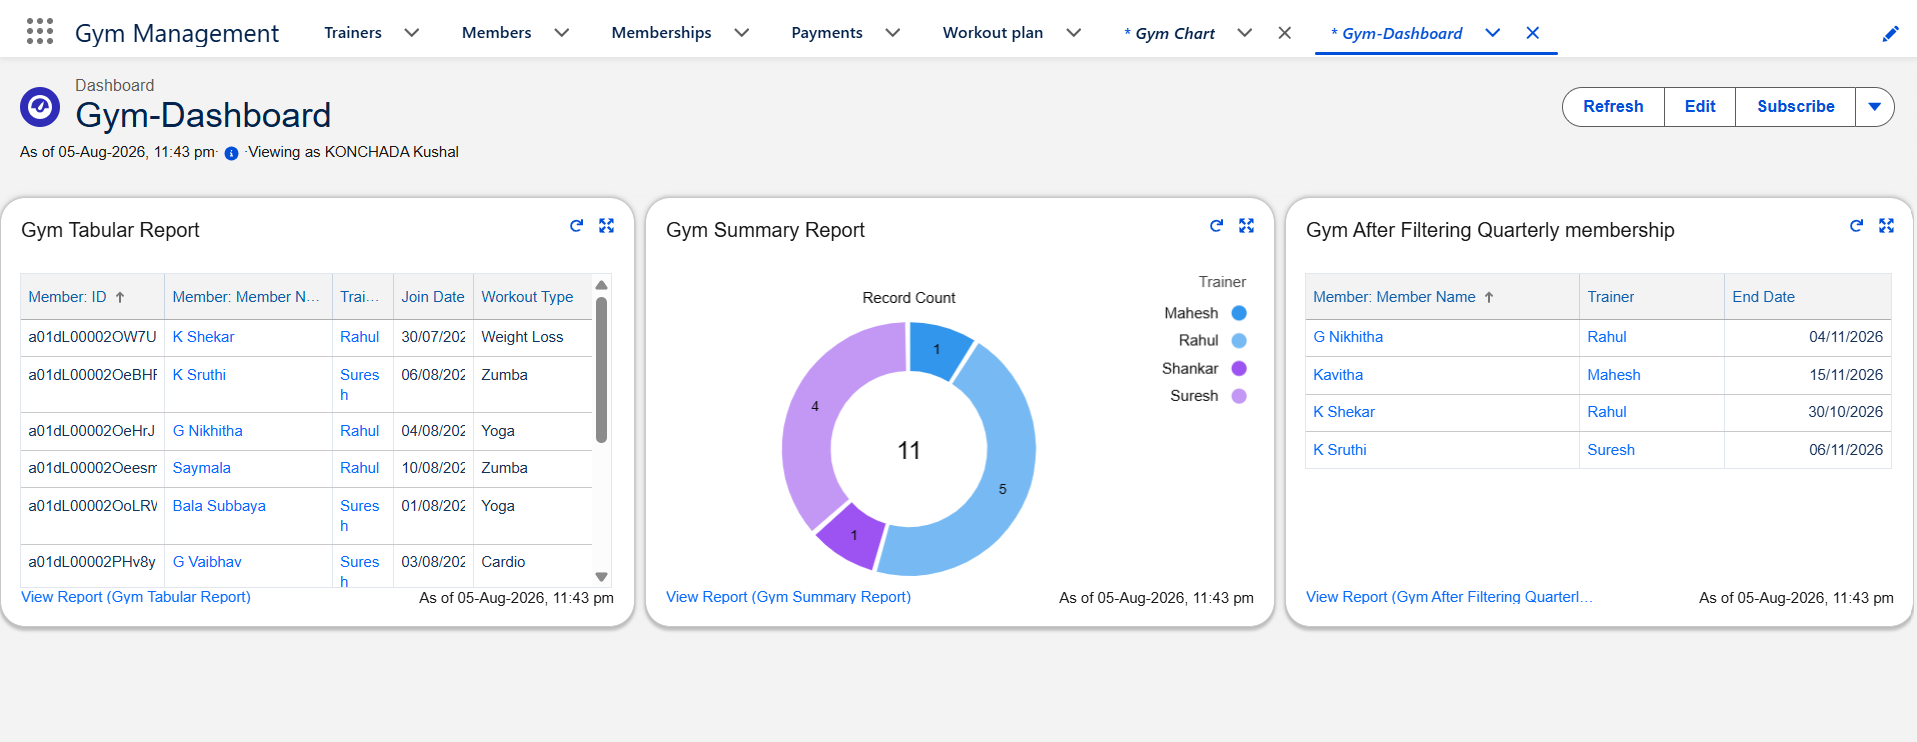 Gym Management
Trainers
Members
Memberships
Payments
Workout plan
* Gym Chart
* Gym-Dashboard
Dashboard
Gym-Dashboard
As of 05-Aug-2026, 11:43 pm· ·Viewing as KONCHADA Kushal
Refresh
Edit
Subscribe
Gym Tabular Report
Member: ID Member: Member N... Trai... Join Date Workout Type
a01dL00002OW7U K Shekar Rahul 30/07/202 Weight Loss
a01dL00002OeBHF K Sruthi Sures 06/08/202 Zumba
h
a01dL00002OeHrJ G Nikhitha Rahul 04/08/202 Yoga
a01dL00002Oeesm Saymala Rahul 10/08/202 Zumba
a01dL00002OoLRV Bala Subbaya Sures 01/08/202 Yoga
h
a01dL00002PHv8y G Vaibhav Sures 03/08/202 Cardio
h
View Report (Gym Tabular Report)
As of 05-Aug-2026, 11:43 pm
Gym Summary Report
Record Count
Trainer
Mahesh
Rahul
Shankar
Suresh
1
4
11
5
1
View Report (Gym Summary Report)
As of 05-Aug-2026, 11:43 pm
Gym After Filtering Quarterly membership
Member: Member Name Trainer End Date
G Nikhitha Rahul 04/11/2026
Kavitha Mahesh 15/11/2026
K Shekar Rahul 30/10/2026
K Sruthi Suresh 06/11/2026
View Report (Gym After Filtering Quarterl...
As of 05-Aug-2026, 11:43 pm